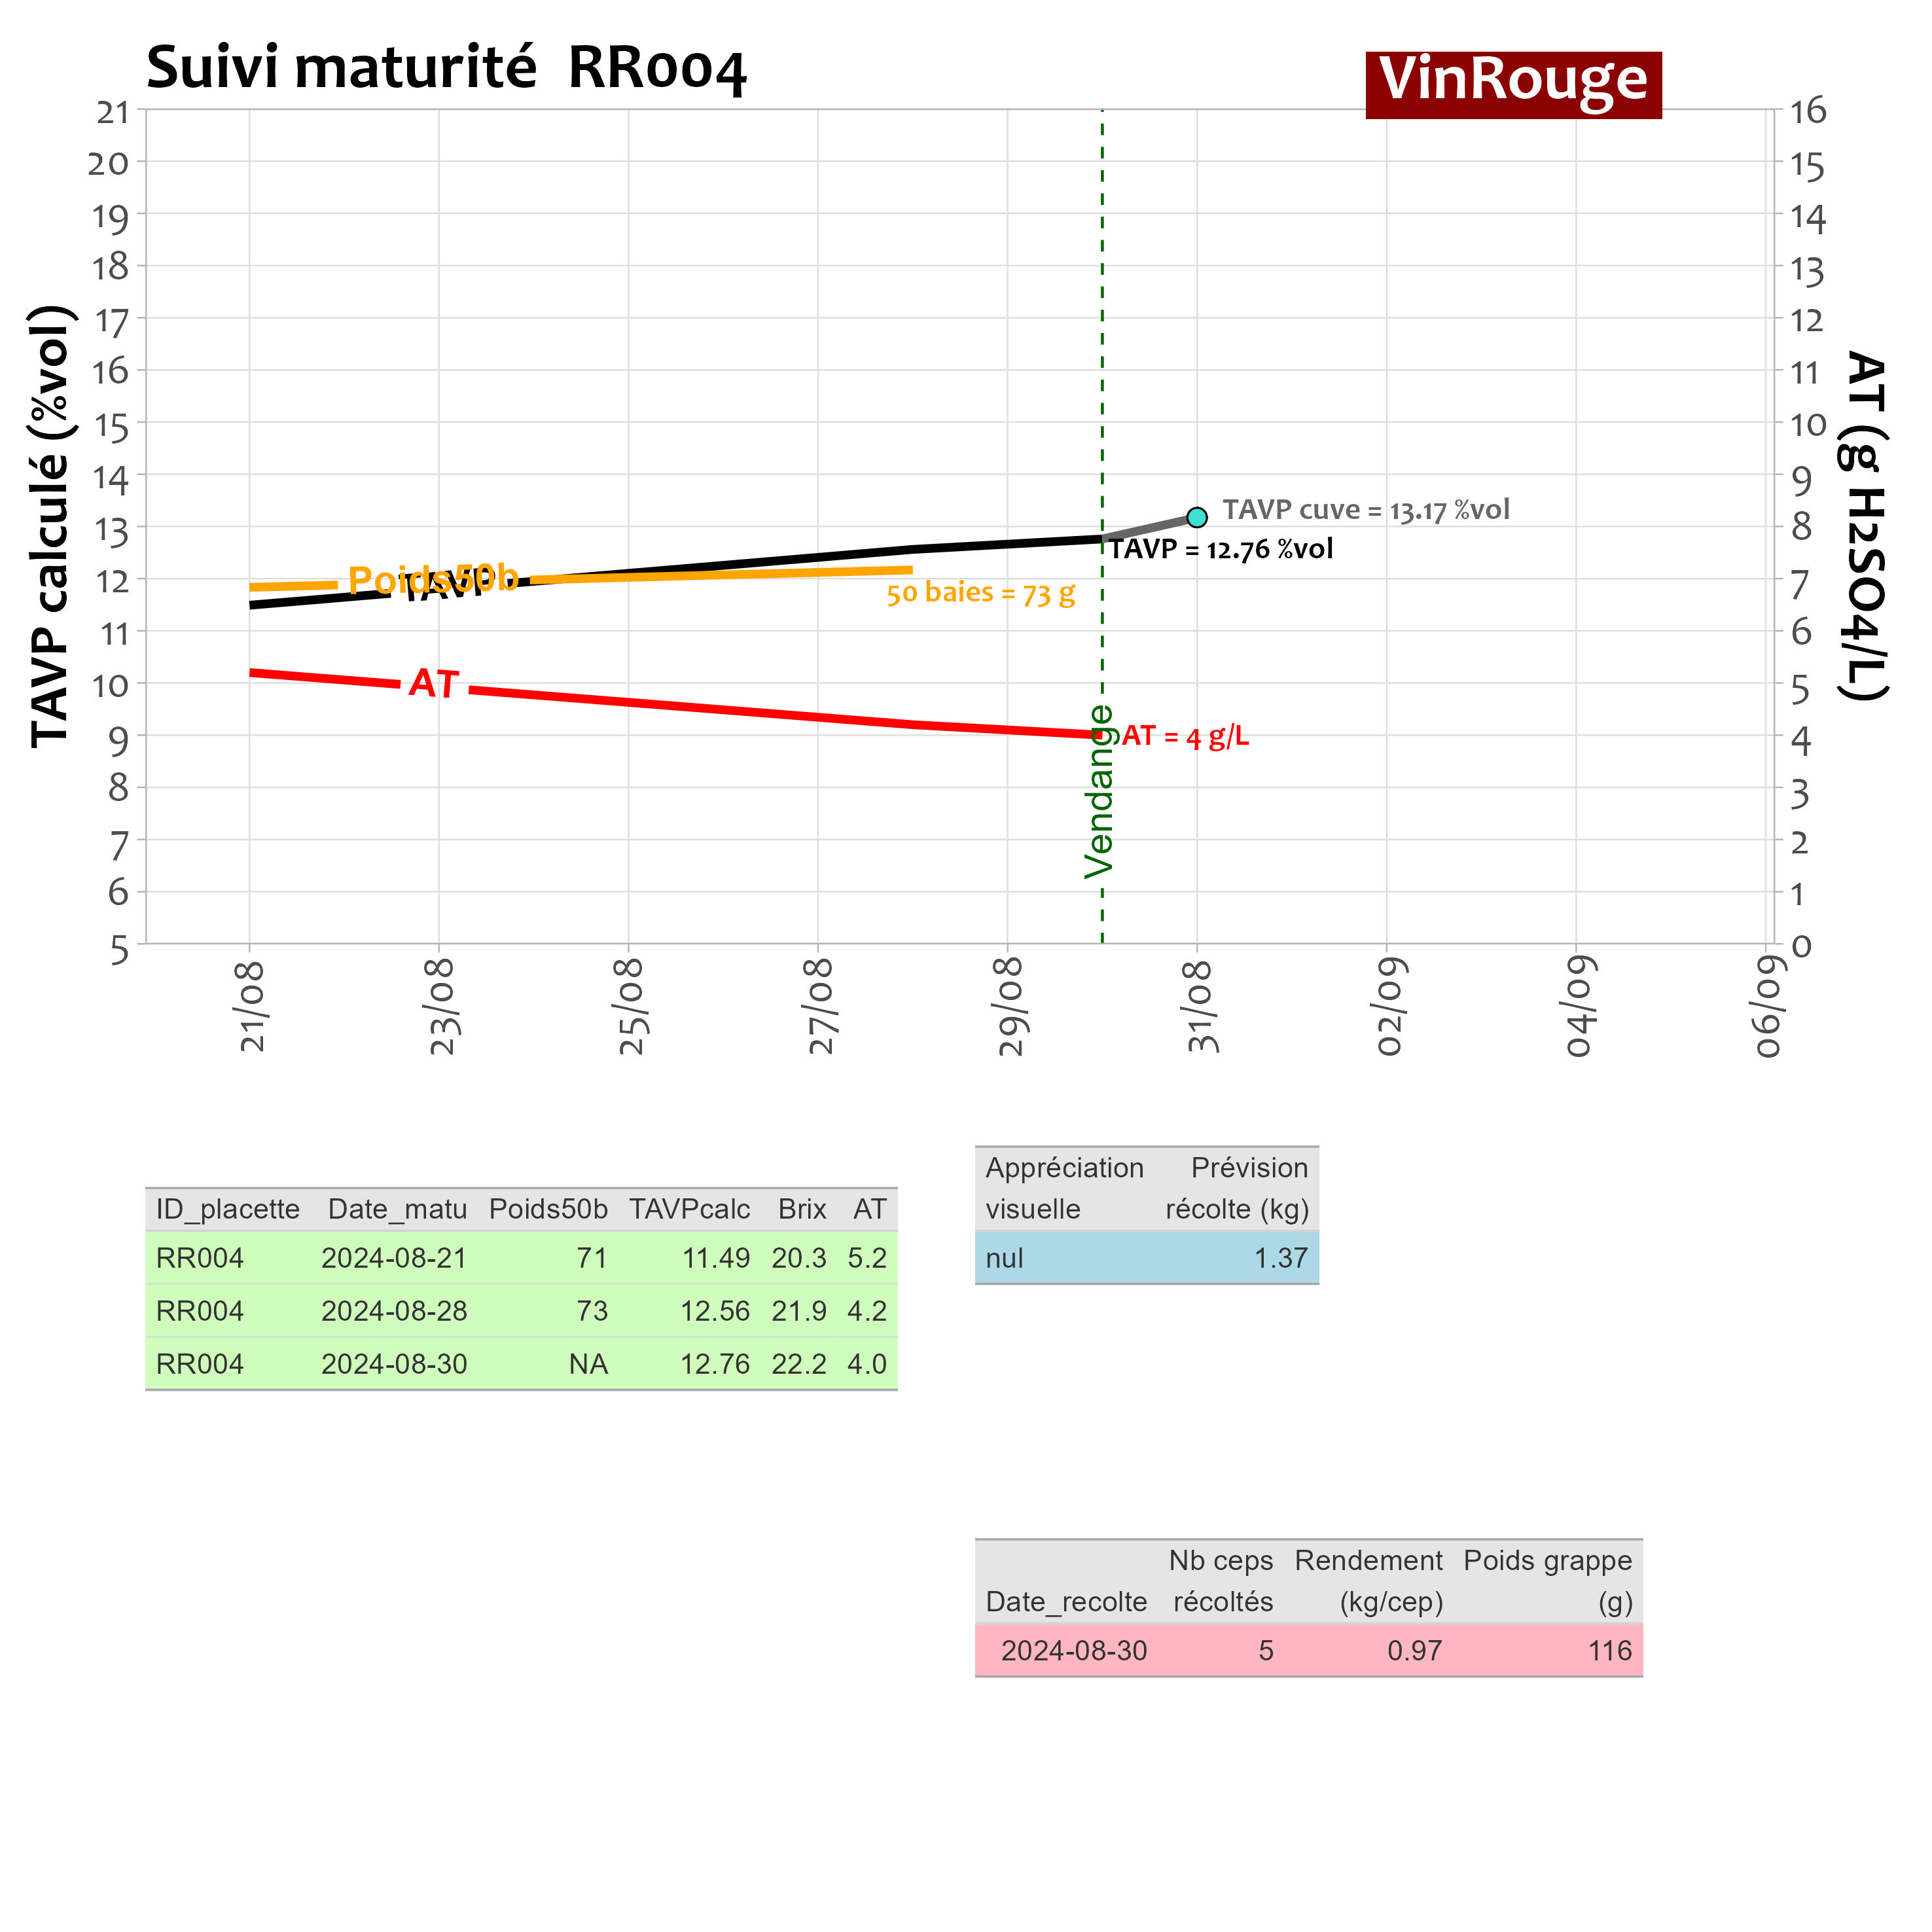 Suivi maturité  RR004
VinRouge
TAVP calculé (%vol)
21
20
19
18
17
16
15
14
13
12
11
10
9
8
7
6
5
AT (g H2SO4/L)
16
15
14
13
12
11
10
9
8
7
6
5
4
3
2
1
0
TAVP cuve = 13.17 %vol
TAVP = 12.76 %vol
Poids50b
TAVP
50 baies = 73 g
AT
AT = 4 g/L
Vendange
21/08
23/08
25/08
27/08
29/08
31/08
02/09
04/09
06/09
ID_placette Date_matu Poids50b TAVPcalc Brix AT
RR004 2024-08-21 71 11.49 20.3 5.2
RR004 2024-08-28 73 12.56 21.9 4.2
RR004 2024-08-30 NA 12.76 22.2 4.0
Appréciation Prévision
visuelle récolte (kg)
nul 1.37
Nb ceps Rendement Poids grappe
Date_recolte récoltés (kg/cep) (g)
2024-08-30 5 0.97 116